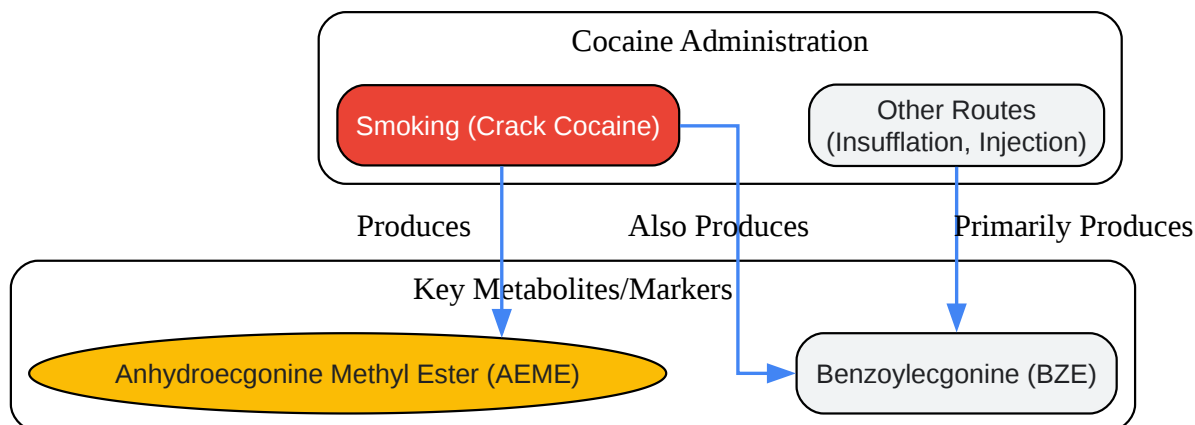 Cocaine Administration
Smoking (Crack Cocaine)
Other Routes
(Insufflation, Injection)
Produces
Also Produces
Primarily Produces
Key Metabolites/Markers
Anhydroecgonine Methyl Ester (AEME)
Benzoylecgonine (BZE)